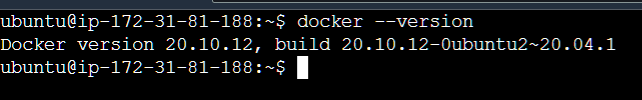 ubuntu@ip-172-31-81-188:~$ docker --version
Docker version 20.10.12, build 20.10.12-0ubuntu2~20.04.1
ubuntu@ip-172-31-81-188:~$